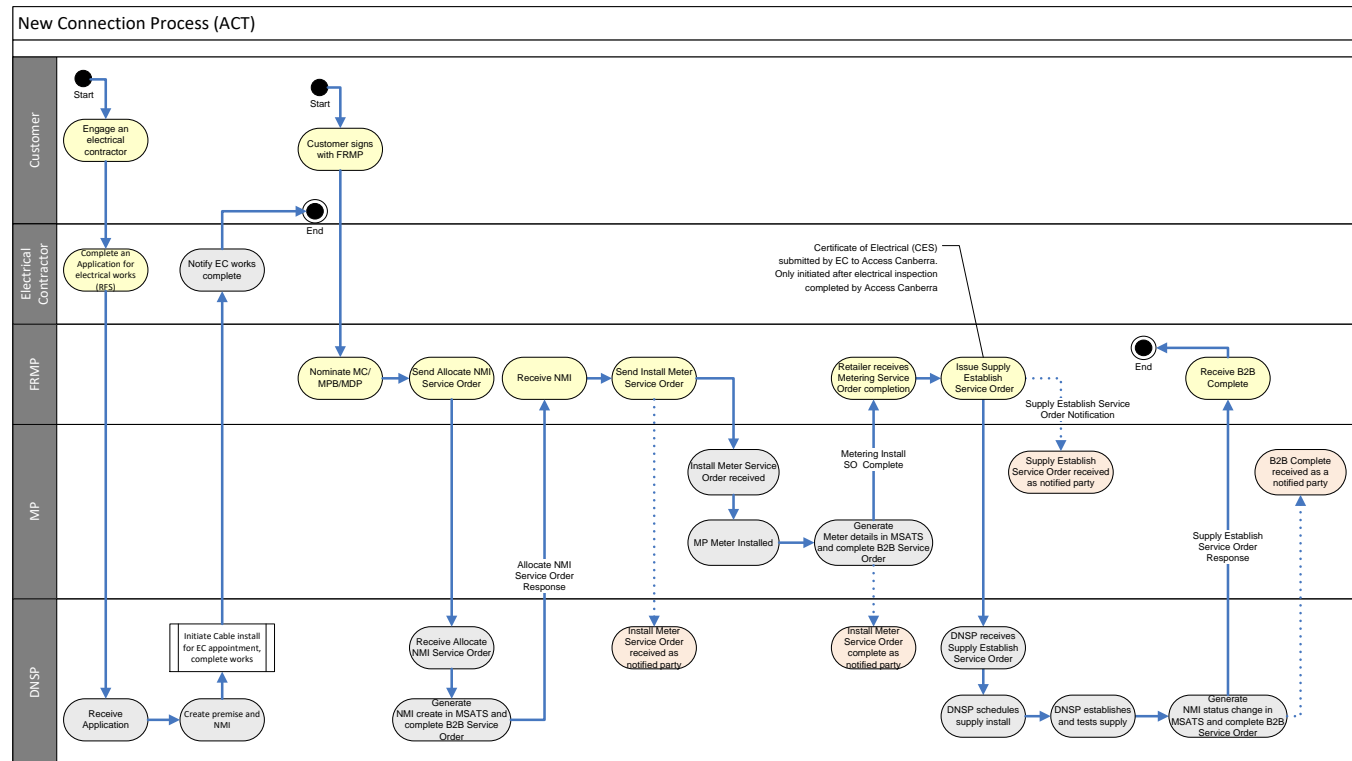 New Connection Process (ACT)
Customer
Start
Engage an
electrical
contractor
Start
Customer signs
with FRMP
End
Electrical
Contractor
Complete an
Application for
electrical works
(RFS)
Notify EC works
complete
Certificate of Electrical (CES)
submitted by EC to Access Canberra.
Only initiated after electrical inspection
completed by Access Canberra
FRMP
Nominate MC/
MPB/MDP
Send Allocate NMI
Service Order
Receive NMI
Send Install Meter
Service Order
Retailer receives
Metering Service
Order completion
Issue Supply
Establish
Service Order
Supply Establish Service
Order Notification
End
Receive B2B
Complete
MP
Allocate NMI
Service Order
Response
Install Meter Service
Order received
MP Meter Installed
Metering Install
SO Complete
Generate
Meter details in MSATS
and complete B2B Service
Order
Supply Establish
Service Order received
as notified party
Supply Establish
Service Order
Response
B2B Complete
received as a
notified party
DNSP
Receive
Application
Create premise and
NMI
Initiate Cable install
for EC appointment,
complete works
Receive Allocate
NMI Service Order
Generate
NMI create in MSATS and
complete B2B Service
Order
Install Meter
Service Order
received as
notified party
Install Meter
Service Order
complete as
notified party
DNSP receives
Supply Establish
Service Order
DNSP schedules
supply install
DNSP establishes
and tests supply
Generate
NMI status change in
MSATS and complete B2B
Service Order